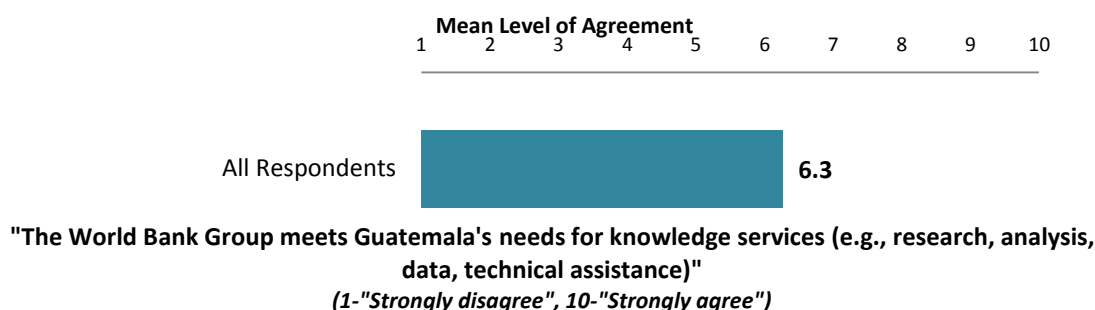 Mean Level of Agreement
1 2 3 4 5 6 7 8 9 10
All Respondents 6.3
"The World Bank Group meets Guatemala's needs for knowledge services (e.g., research, analysis,
data, technical assistance)"
(1-"Strongly disagree", 10-"Strongly agree")